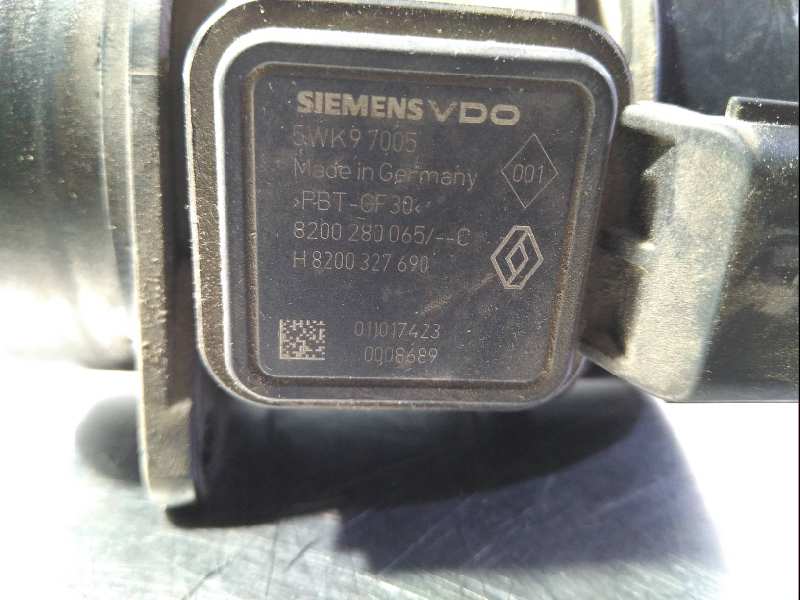 SIEMENS VDO
5WK9 7005
Made in Germany
001
>PBT-GF30<
8200 280 065/--C
H 8200 327 690
011017423
0008689